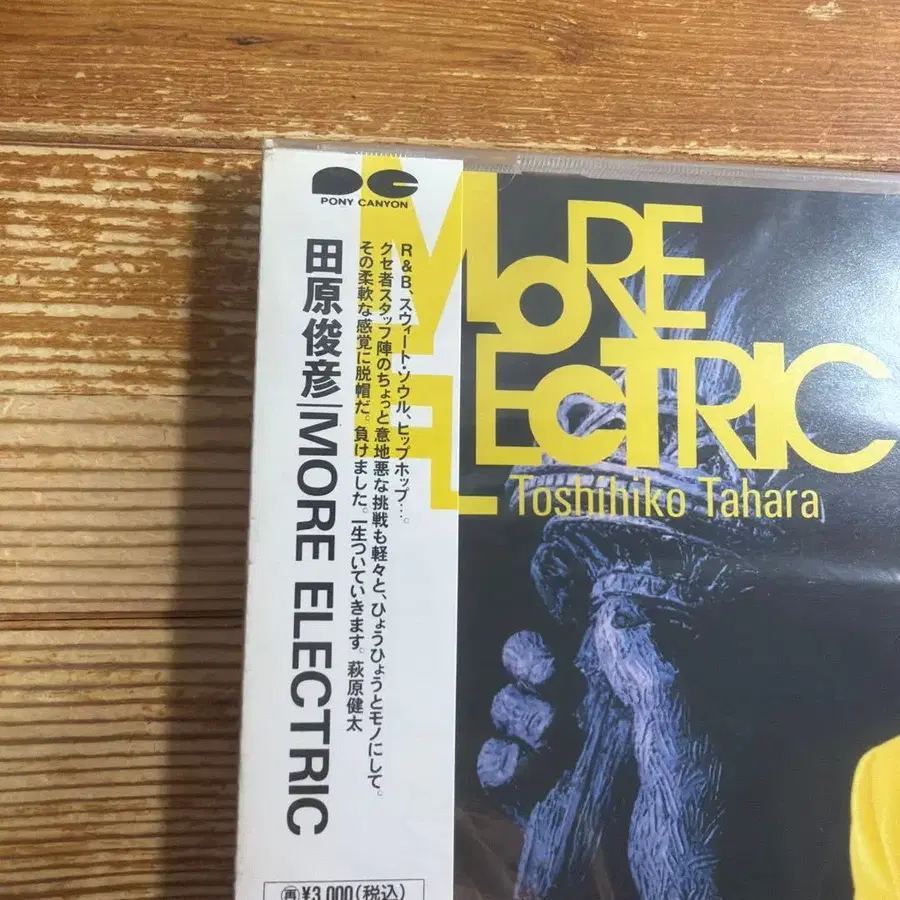 PONY CANYON
田原俊彦|MORE ELECTRIC
R&B、スウィート・ソウル、ヒップホップ…。
クセ者スタッフ陣のちょっと意地悪な挑戦も軽々と、ひょうひょうとモノにして。
その柔軟な感覚に脱帽だ。負けました。一生ついていきます。萩原健太
再¥3,000(税込)
MORE
ELECTRIC
Toshihiko Tahara